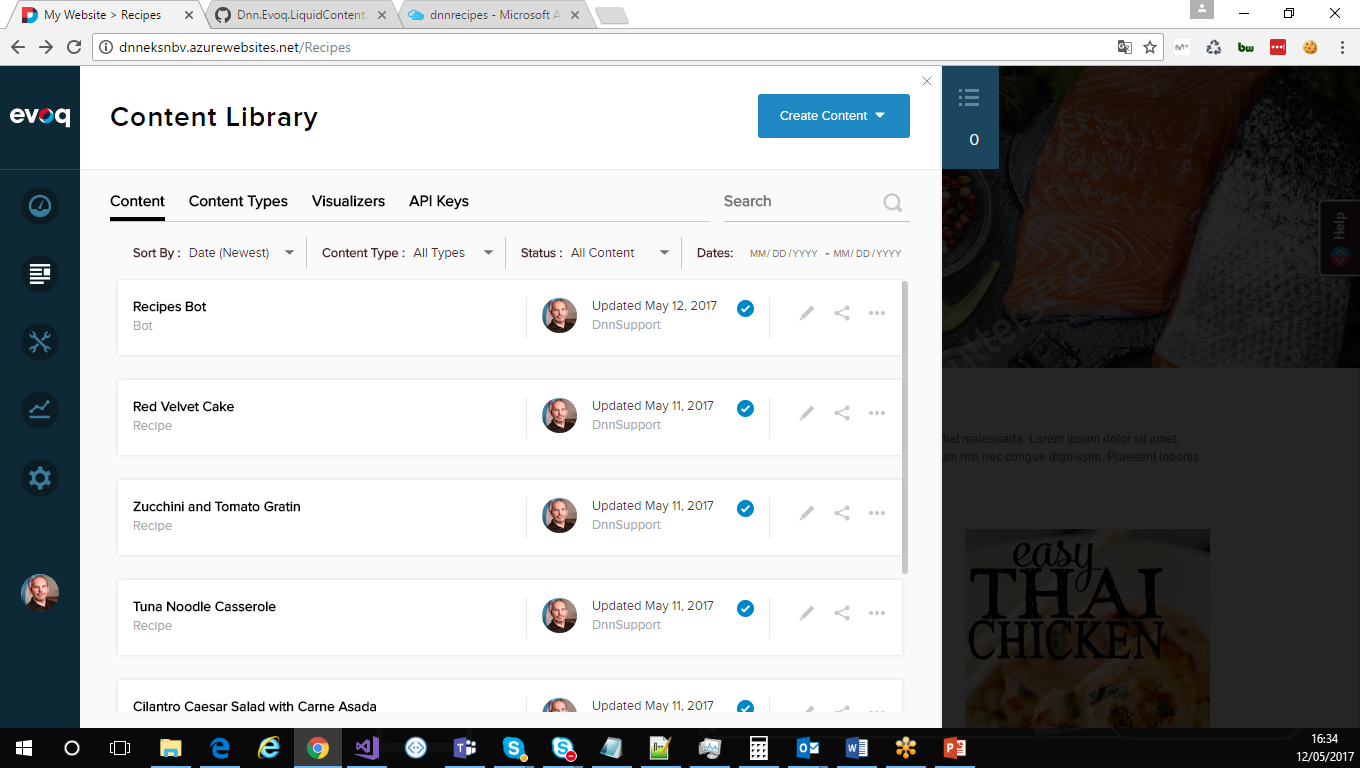 My Website > Recipes
Dnn.Evoq.LiquidContent.
dnnrecipes - Microsoft A
dnneksnbv.azurewebsites.net/Recipes
evoq
Content Library
Create Content
0
Content Content Types Visualizers API Keys
Search
Sort By : Date (Newest) Content Type : All Types Status : All Content Dates: MM/ DD /YYYY - MM/ DD /YYYY
Recipes Bot
Bot
Updated May 12, 2017
DnnSupport
Red Velvet Cake
Recipe
Updated May 11, 2017
DnnSupport
Zucchini and Tomato Gratin
Recipe
Updated May 11, 2017
DnnSupport
Tuna Noodle Casserole
Recipe
Updated May 11, 2017
DnnSupport
Cilantro Caesar Salad with Carne Asada
Updated May 11, 2017
Help
diet malesuada. Lorem ipsum dolor sit amet,
um nisi nec congue dignissim. Praesent lobortis
easy
THAI
CHICKEN
16:34
12/05/2017